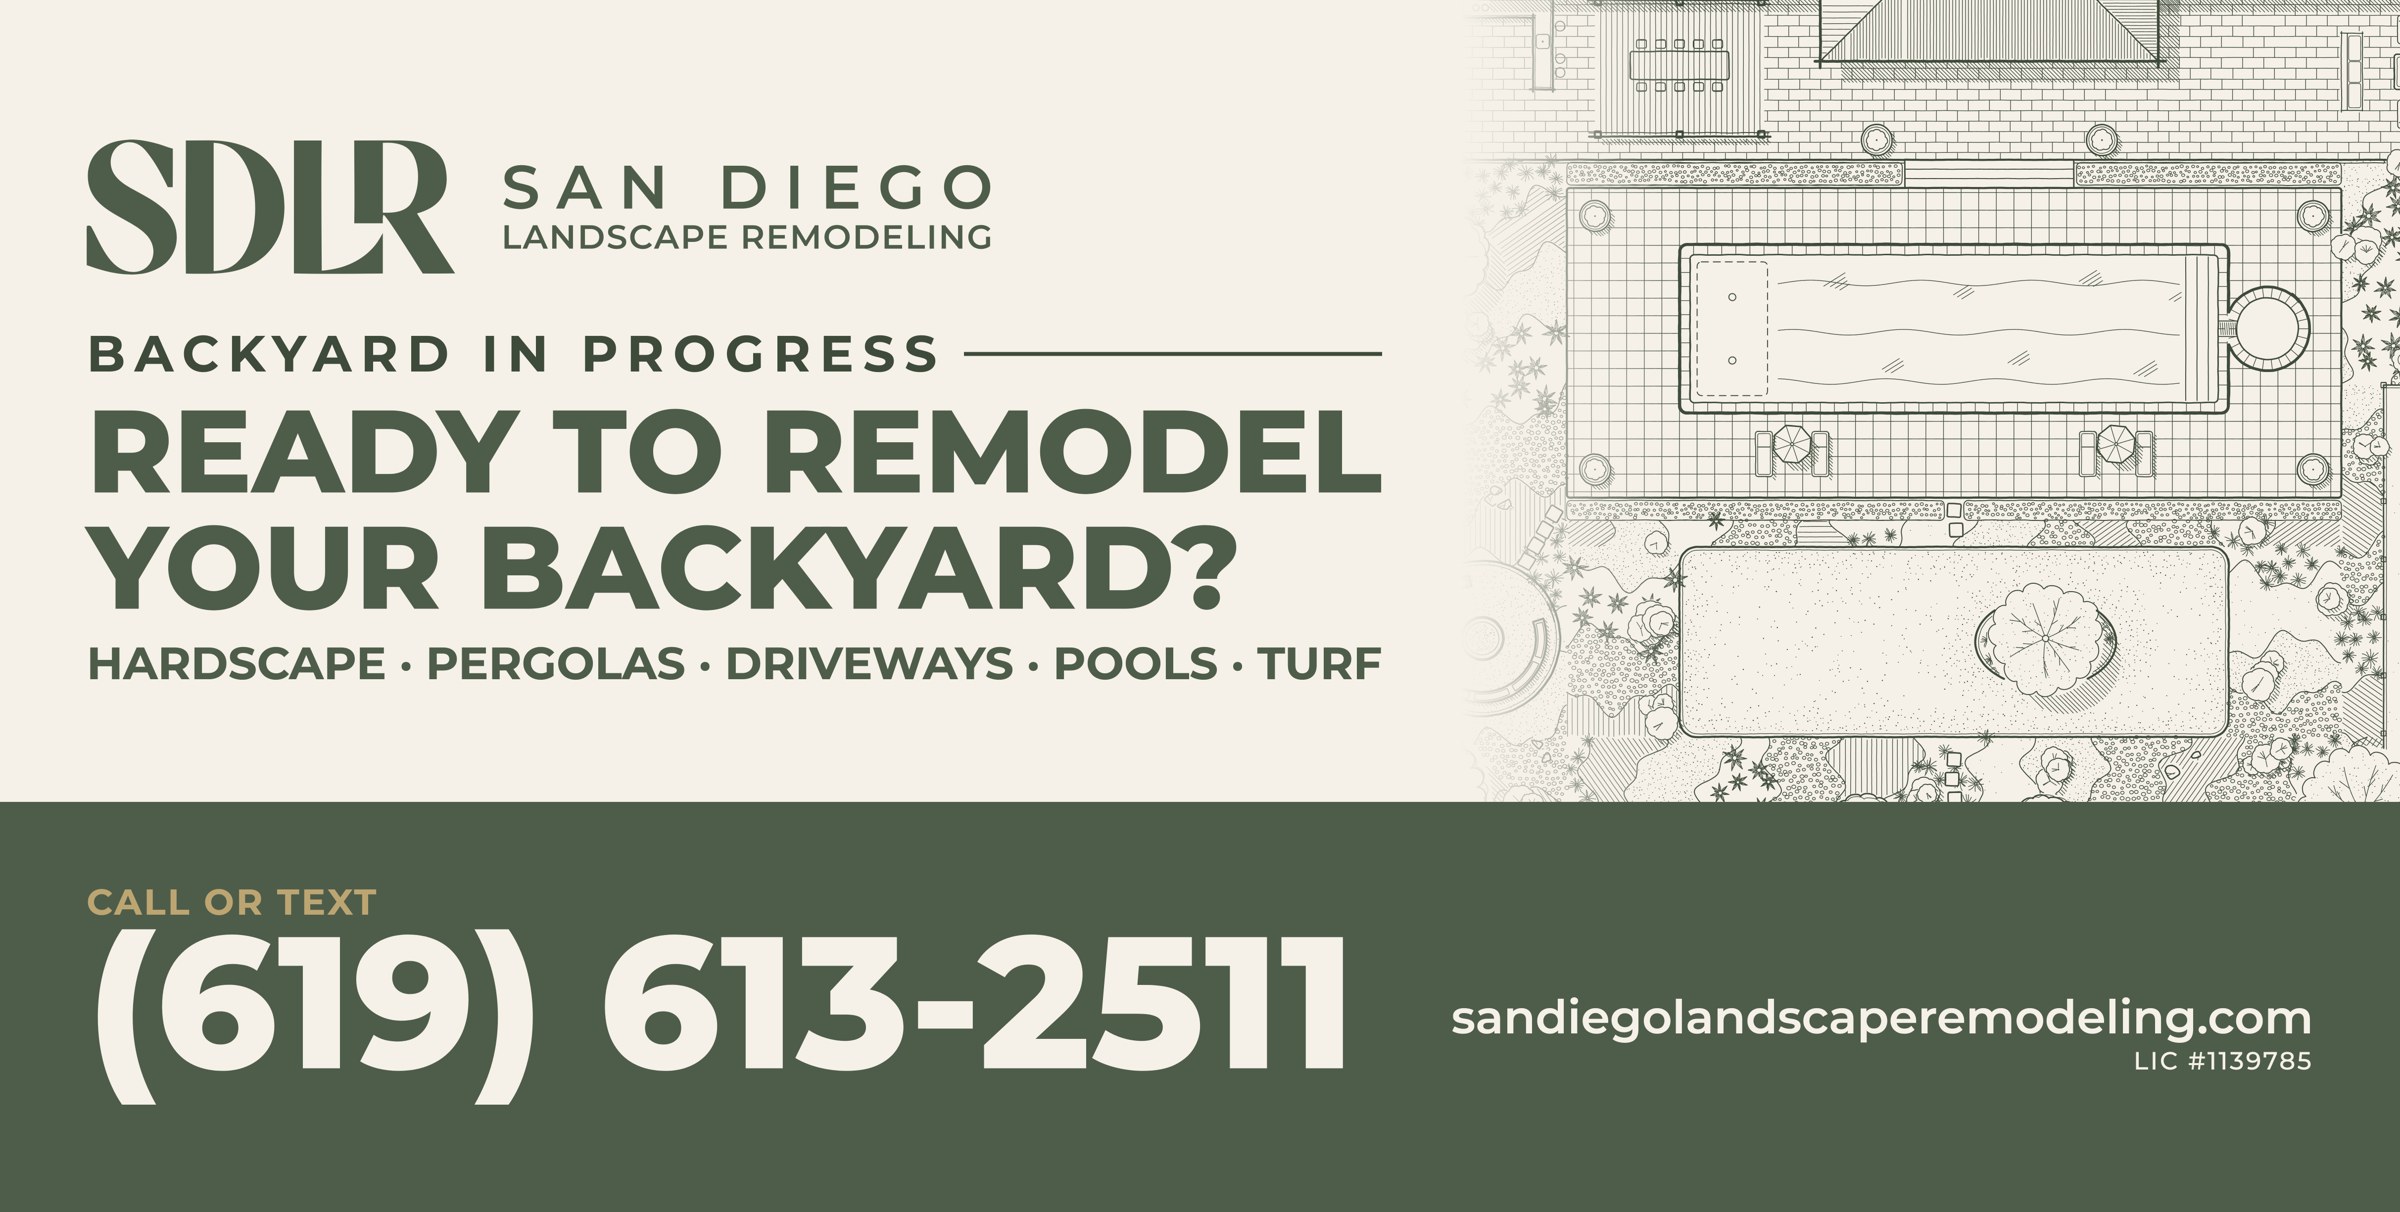 SDLR
SAN DIEGO
LANDSCAPE REMODELING
BACKYARD IN PROGRESS
READY TO REMODEL
YOUR BACKYARD?
HARDSCAPE • PERGOLAS • DRIVEWAYS • POOLS • TURF
CALL OR TEXT
(619) 613-2511
sandiegolandscaperemodeling.com
LIC #1139785